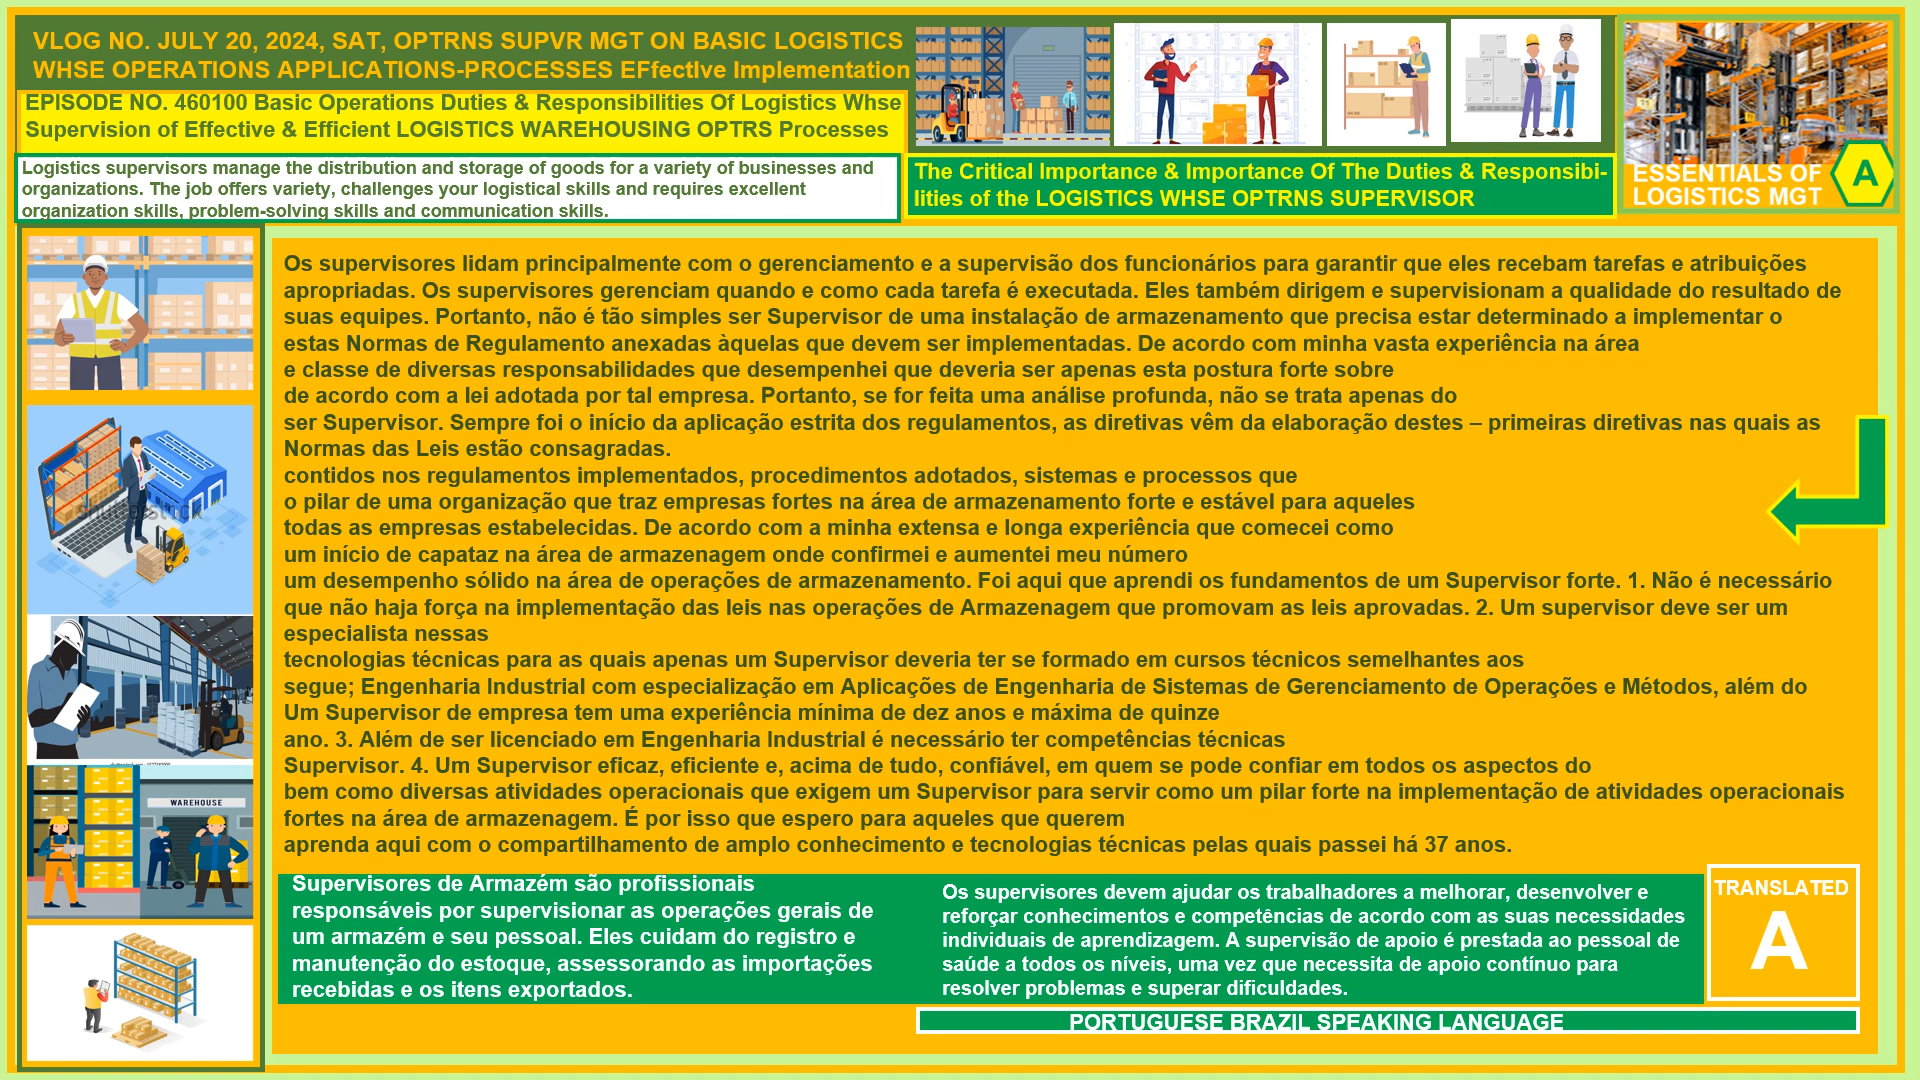 VLOG NO. JULY 20, 2024, SAT, OPTRNS SUPVR MGT ON BASIC LOGISTICS
WHSE OPERATIONS APPLICATIONS-PROCESSES EFfectIve Implementation
EPISODE NO. 460100 Basic Operations Duties & Responsibilities Of Logistics Whse
Supervision of Effective & Efficient LOGISTICS WAREHOUSING OPTRS Processes
Logistics supervisors manage the distribution and storage of goods for a variety of businesses and
organizations. The job offers variety, challenges your logistical skills and requires excellent
organization skills, problem-solving skills and communication skills.
The Critical Importance & Importance Of The Duties & Responsibi-
lities of the LOGISTICS WHSE OPTRNS SUPERVISOR
ESSENTIALS OF
LOGISTICS MGT
A
Os supervisores lidam principalmente com o gerenciamento e a supervisão dos funcionários para garantir que eles recebam tarefas e atribuições
apropriadas. Os supervisores gerenciam quando e como cada tarefa é executada. Eles também dirigem e supervisionam a qualidade do resultado de
suas equipes. Portanto, não é tão simples ser Supervisor de uma instalação de armazenamento que precisa estar determinado a implementar o
estas Normas de Regulamento anexadas àquelas que devem ser implementadas. De acordo com minha vasta experiência na área
e classe de diversas responsabilidades que desempenhei que deveria ser apenas esta postura forte sobre
de acordo com a lei adotada por tal empresa. Portanto, se for feita uma análise profunda, não se trata apenas do
ser Supervisor. Sempre foi o início da aplicação estrita dos regulamentos, as diretivas vêm da elaboração destes – primeiras diretivas nas quais as
Normas das Leis estão consagradas.
contidos nos regulamentos implementados, procedimentos adotados, sistemas e processos que
o pilar de uma organização que traz empresas fortes na área de armazenamento forte e estável para aqueles
todas as empresas estabelecidas. De acordo com a minha extensa e longa experiência que comecei como
um início de capataz na área de armazenagem onde confirmei e aumentei meu número
um desempenho sólido na área de operações de armazenamento. Foi aqui que aprendi os fundamentos de um Supervisor forte. 1. Não é necessário
que não haja força na implementação das leis nas operações de Armazenagem que promovam as leis aprovadas. 2. Um supervisor deve ser um
especialista nessas
tecnologias técnicas para as quais apenas um Supervisor deveria ter se formado em cursos técnicos semelhantes aos
segue; Engenharia Industrial com especialização em Aplicações de Engenharia de Sistemas de Gerenciamento de Operações e Métodos, além do
Um Supervisor de empresa tem uma experiência mínima de dez anos e máxima de quinze
ano. 3. Além de ser licenciado em Engenharia Industrial é necessário ter competências técnicas
Supervisor. 4. Um Supervisor eficaz, eficiente e, acima de tudo, confiável, em quem se pode confiar em todos os aspectos do
bem como diversas atividades operacionais que exigem um Supervisor para servir como um pilar forte na implementação de atividades operacionais
fortes na área de armazenagem. É por isso que espero para aqueles que querem
aprenda aqui com o compartilhamento de amplo conhecimento e tecnologias técnicas pelas quais passei há 37 anos.
WAREHOUSE
Supervisores de Armazém são profissionais
responsáveis por supervisionar as operações gerais de
um armazém e seu pessoal. Eles cuidam do registro e
manutenção do estoque, assessorando as importações
recebidas e os itens exportados.
Os supervisores devem ajudar os trabalhadores a melhorar, desenvolver e
reforçar conhecimentos e competências de acordo com as suas necessidades
individuais de aprendizagem. A supervisão de apoio é prestada ao pessoal de
saúde a todos os níveis, uma vez que necessita de apoio contínuo para
resolver problemas e superar dificuldades.
TRANSLATED
A
PORTUGUESE BRAZIL SPEAKING LANGUAGE